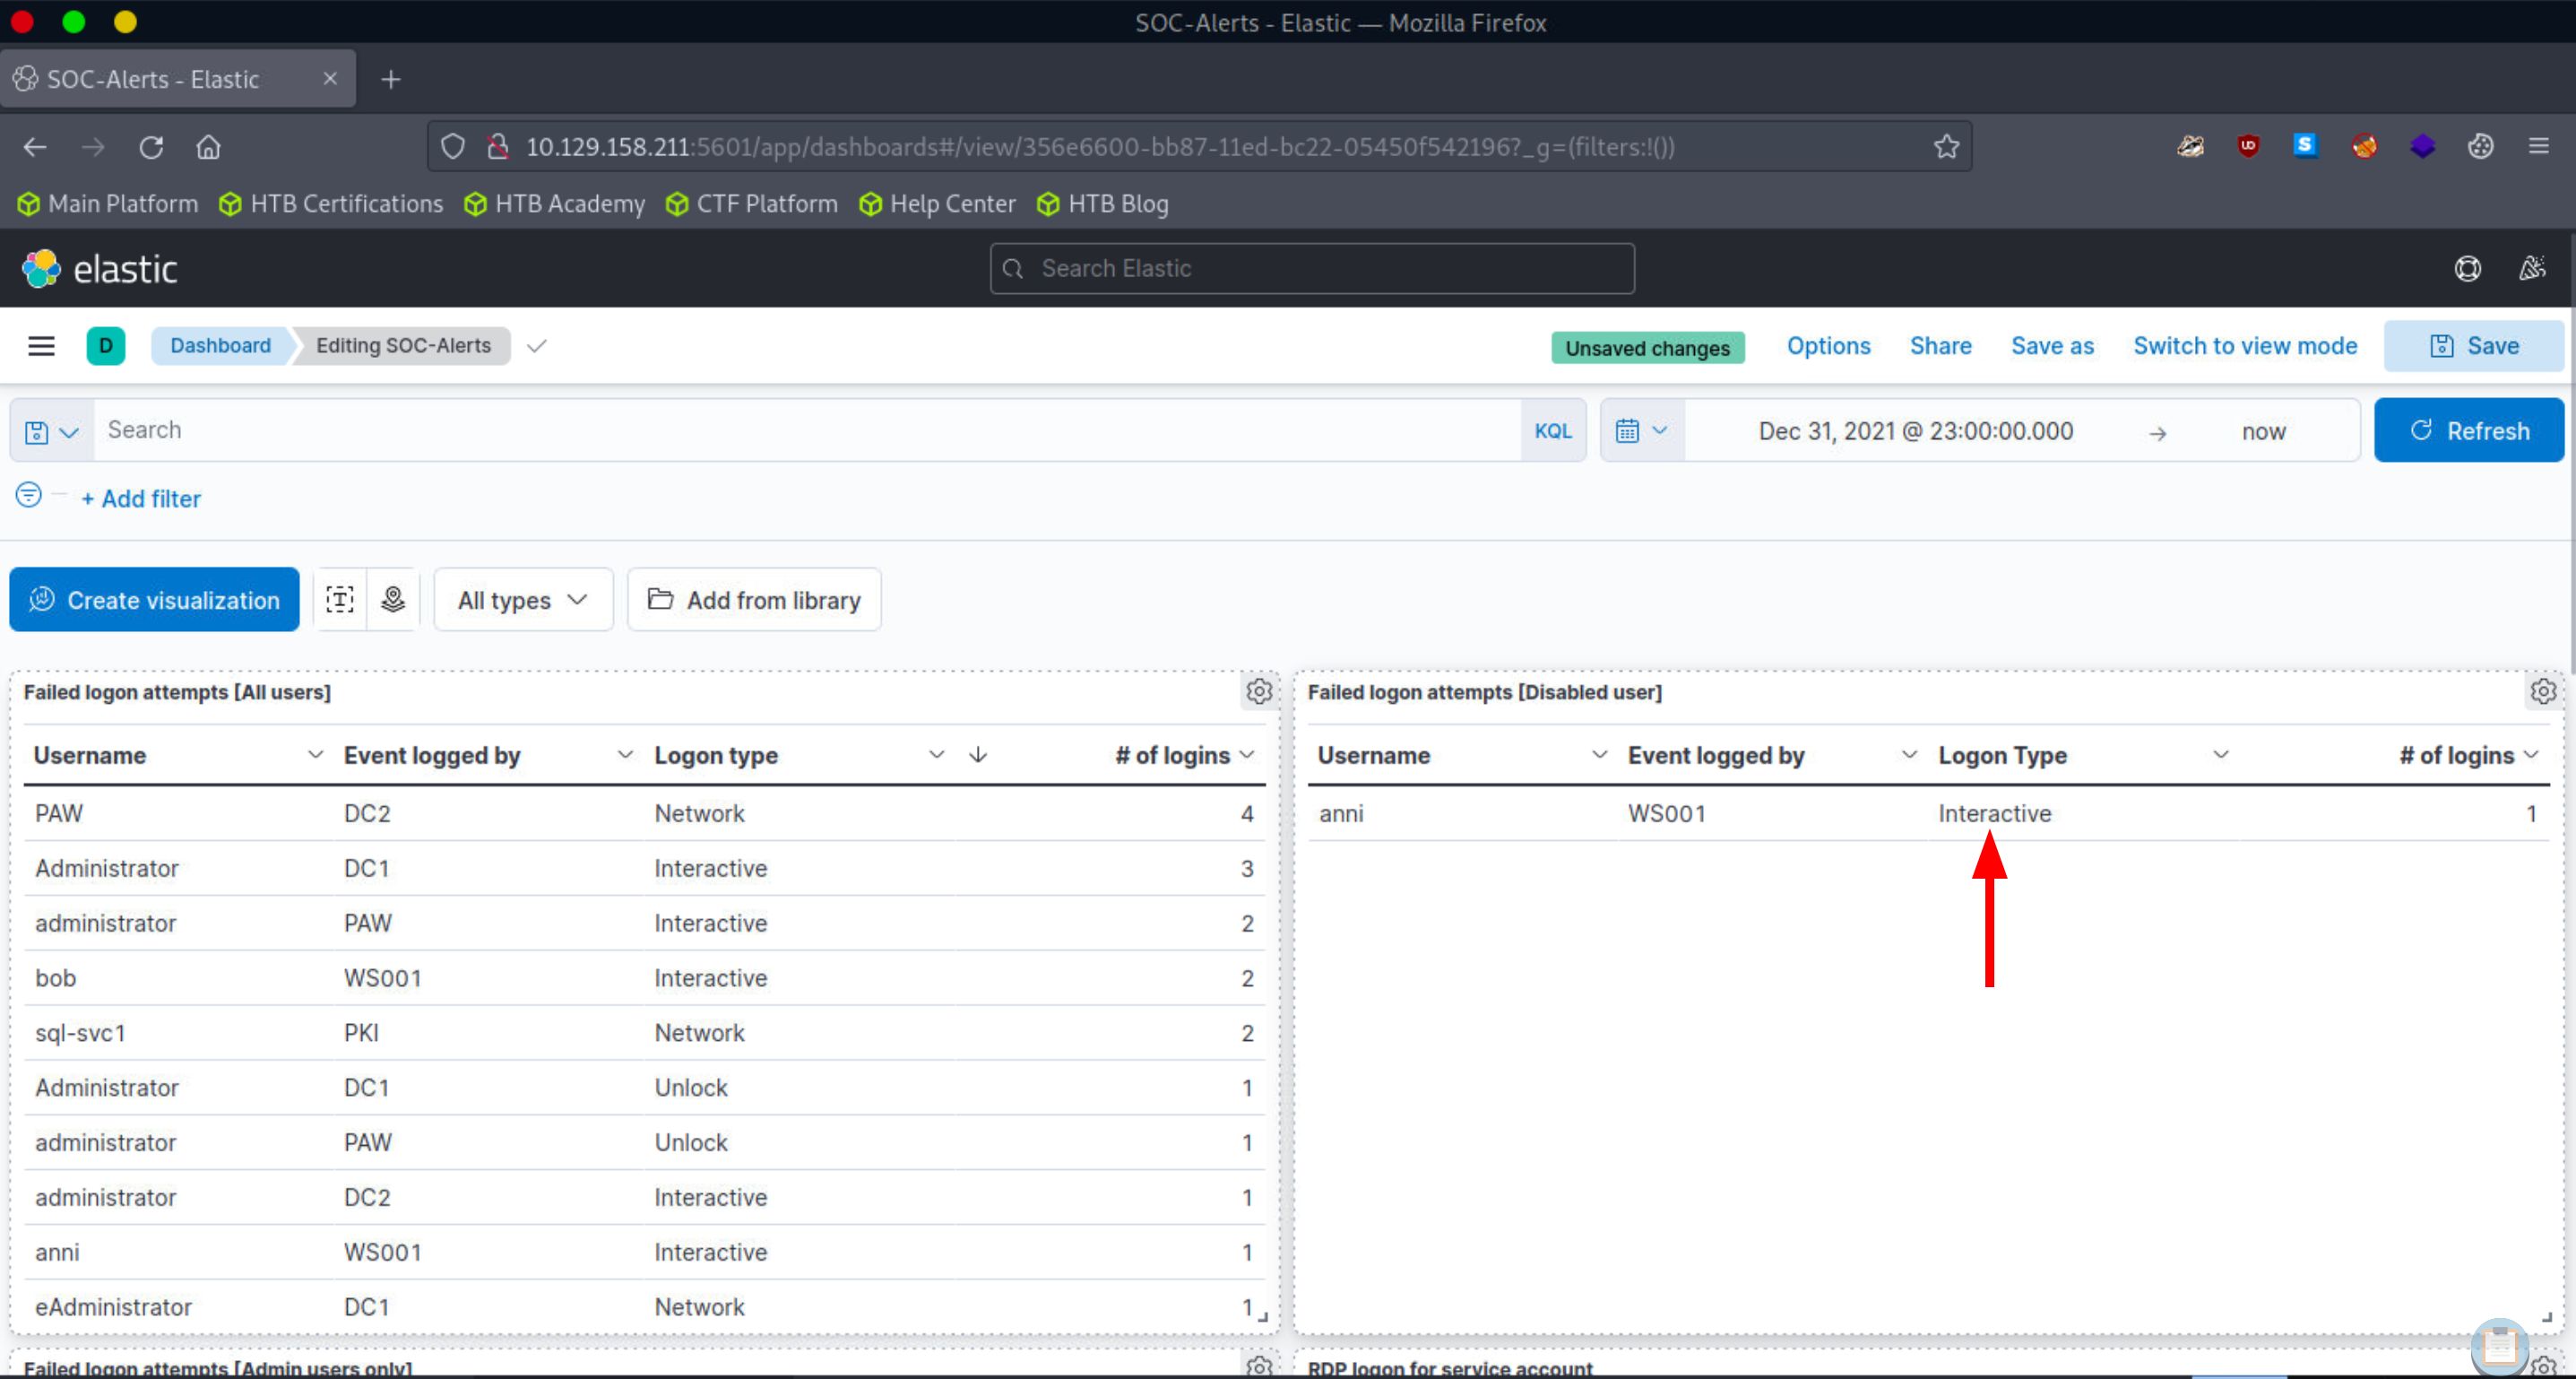 SOC-Alerts - Elastic — Mozilla Firefox
SOC-Alerts - Elastic
10.129.158.211:5601/app/dashboards#/view/356e6600-bb87-11ed-bc22-05450f542196?_g=(filters:!())
Main Platform HTB Certifications HTB Academy CTF Platform Help Center HTB Blog
elastic Search Elastic
D Dashboard Editing SOC-Alerts Unsaved changes Options Share Save as Switch to view mode Save
Search KQL Dec 31, 2021 @ 23:00:00.000 → now Refresh
+ Add filter
Create visualization All types Add from library
Failed logon attempts [All users]
Username Event logged by Logon type # of logins
PAW DC2 Network 4
Administrator DC1 Interactive 3
administrator PAW Interactive 2
bob WS001 Interactive 2
sql-svc1 PKI Network 2
Administrator DC1 Unlock 1
administrator PAW Unlock 1
administrator DC2 Interactive 1
anni WS001 Interactive 1
eAdministrator DC1 Network 1
Failed logon attempts [Disabled user]
Username Event logged by Logon Type # of logins
anni WS001 Interactive 1
Failed logon attempts [Admin users only]
RDP logon for service account